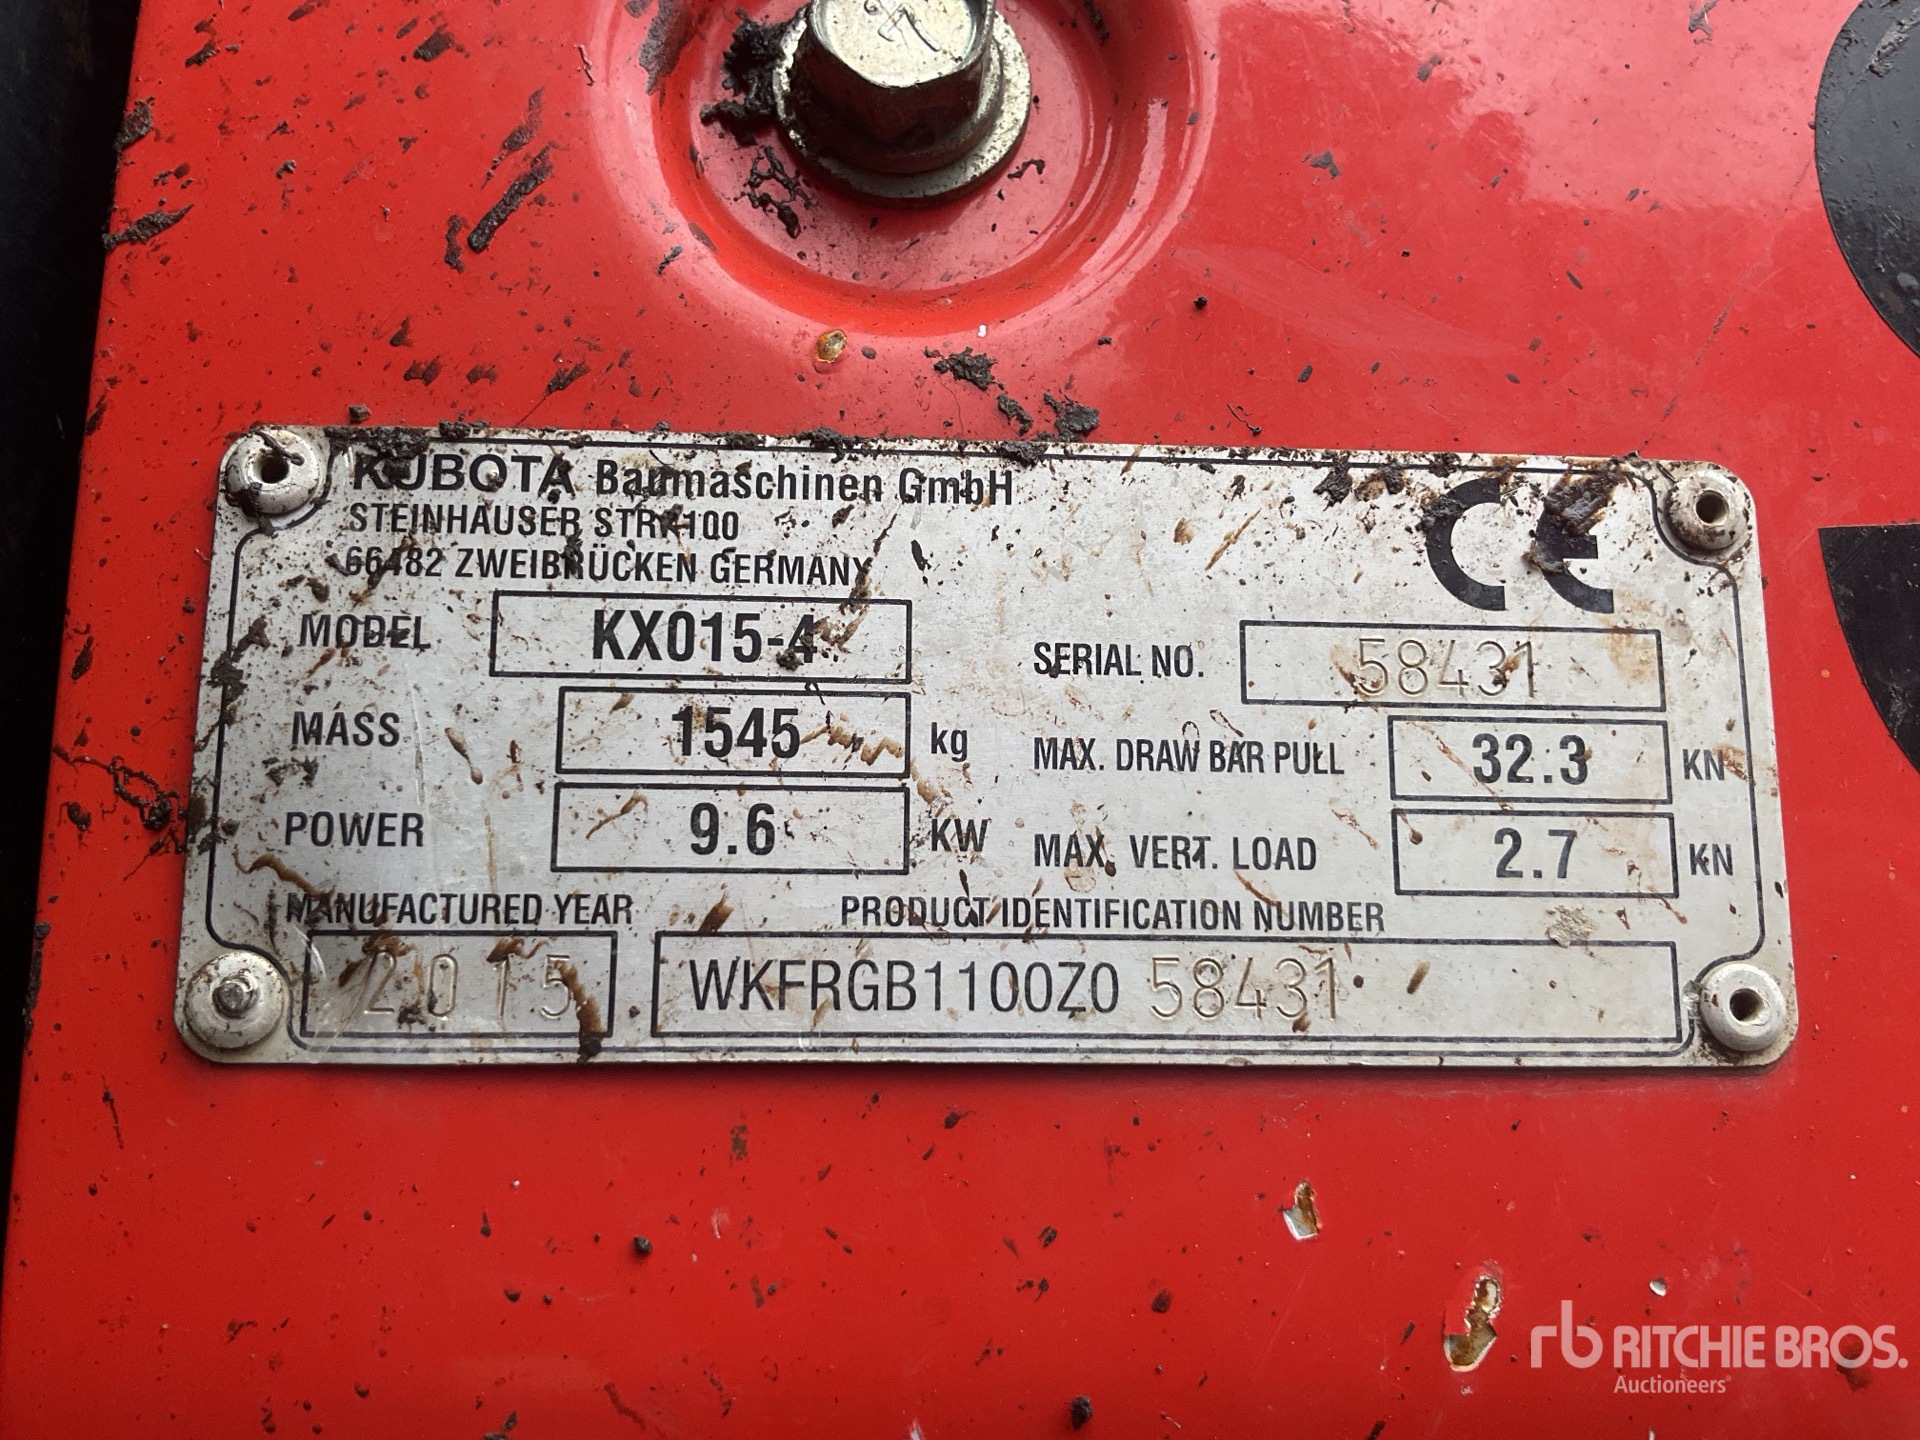 KUBOTA Baumaschinen GmbH
STEINHAUSER STR. 100
66482 ZWEIBRÜCKEN GERMANY
CE
MODEL KX015-4
SERIAL NO. 58431
MASS 1545 kg
MAX. DRAW BAR PULL 32.3 KN
POWER 9.6 KW
MAX. VERT. LOAD 2.7 KN
MANUFACTURED YEAR PRODUCT IDENTIFICATION NUMBER
2015 WKFRGB1100Z058431
rb RITCHIE BROS.
Auctioneers